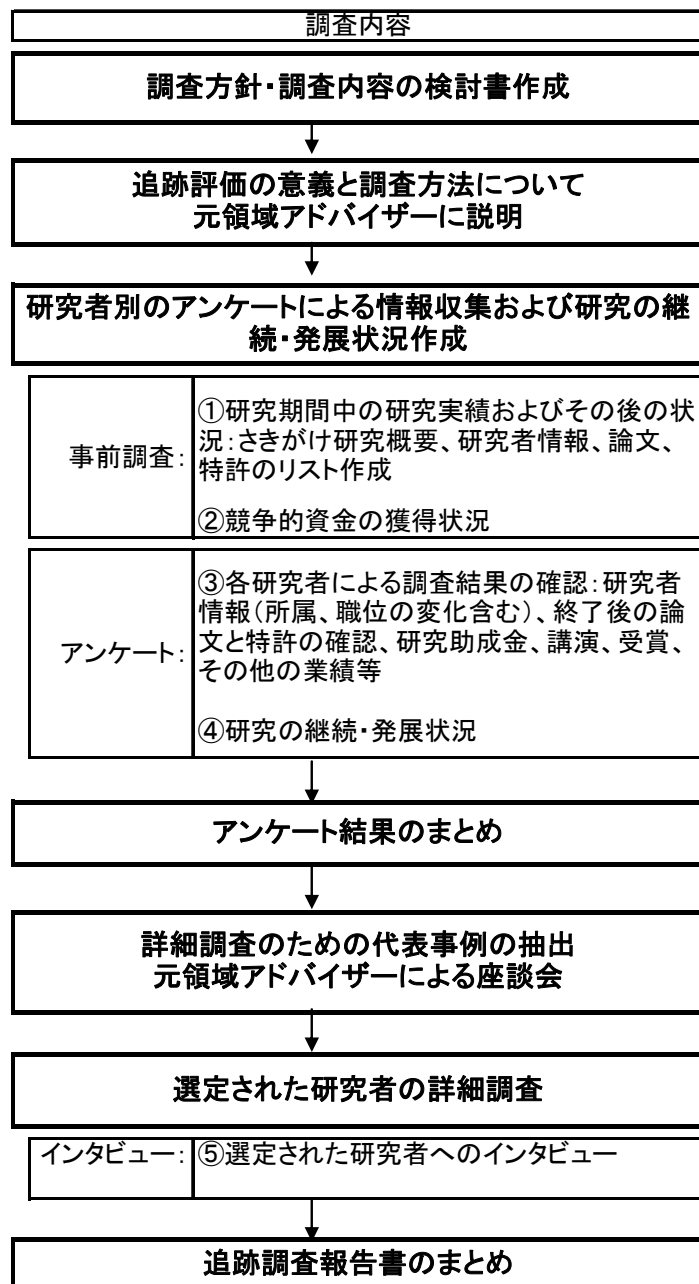 調査内容
調査方針・調査内容の検討書作成
追跡評価の意義と調査方法について
元領域アドバイザーに説明
研究者別のアンケートによる情報収集および研究の継
続・発展状況作成
事前調査:
①研究期間中の研究実績およびその後の状
況:さきがけ研究概要、研究者情報、論文、
特許のリスト作成
②競争的資金の獲得状況
アンケート:
③各研究者による調査結果の確認:研究者
情報(所属、職位の変化含む)、終了後の論
文と特許の確認、研究助成金、講演、受賞、
その他の業績等
④研究の継続・発展状況
アンケート結果のまとめ
詳細調査のための代表事例の抽出
元領域アドバイザーによる座談会
選定された研究者の詳細調査
インタビュー:
⑤選定された研究者へのインタビュー
追跡調査報告書のまとめ